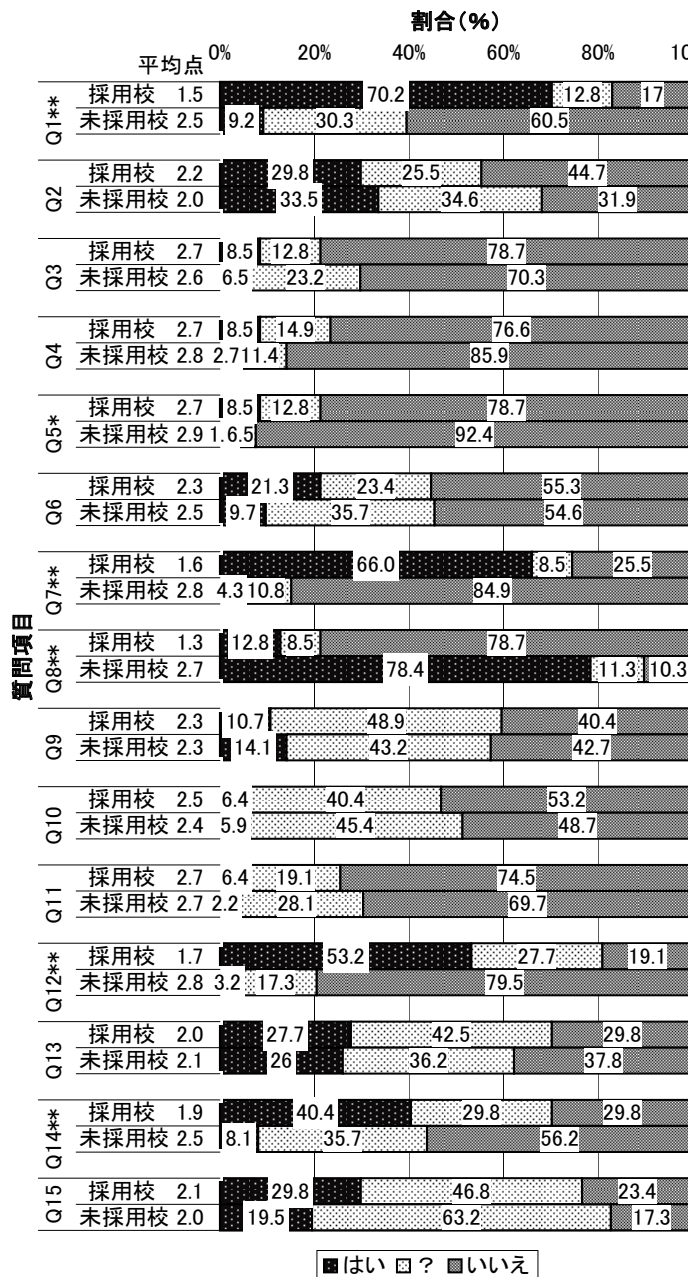 割合(%)
0% 20% 40% 60% 80% 100
平均点
質問項目
Q1**
採用校 1.5 70.2 12.8 17
未採用校 2.5 9.2 30.3 60.5
Q2
採用校 2.2 29.8 25.5 44.7
未採用校 2.0 33.5 34.6 31.9
Q3
採用校 2.7 8.5 12.8 78.7
未採用校 2.6 6.5 23.2 70.3
Q4
採用校 2.7 8.5 14.9 76.6
未採用校 2.8 2.7 11.4 85.9
Q5*
採用校 2.7 8.5 12.8 78.7
未採用校 2.9 1. 6.5 92.4
Q6
採用校 2.3 21.3 23.4 55.3
未採用校 2.5 9.7 35.7 54.6
Q7**
採用校 1.6 66.0 8.5 25.5
未採用校 2.8 4.3 10.8 84.9
Q8**
採用校 1.3 12.8 8.5 78.7
未採用校 2.7 78.4 11.3 10.3
Q9
採用校 2.3 10.7 48.9 40.4
未採用校 2.3 14.1 43.2 42.7
Q10
採用校 2.5 6.4 40.4 53.2
未採用校 2.4 5.9 45.4 48.7
Q11
採用校 2.7 6.4 19.1 74.5
未採用校 2.7 2.2 28.1 69.7
Q12**
採用校 1.7 53.2 27.7 19.1
未採用校 2.8 3.2 17.3 79.5
Q13
採用校 2.0 27.7 42.5 29.8
未採用校 2.1 26 36.2 37.8
Q14**
採用校 1.9 40.4 29.8 29.8
未採用校 2.5 8.1 35.7 56.2
Q15
採用校 2.1 29.8 46.8 23.4
未採用校 2.0 19.5 63.2 17.3
はい ? いいえ